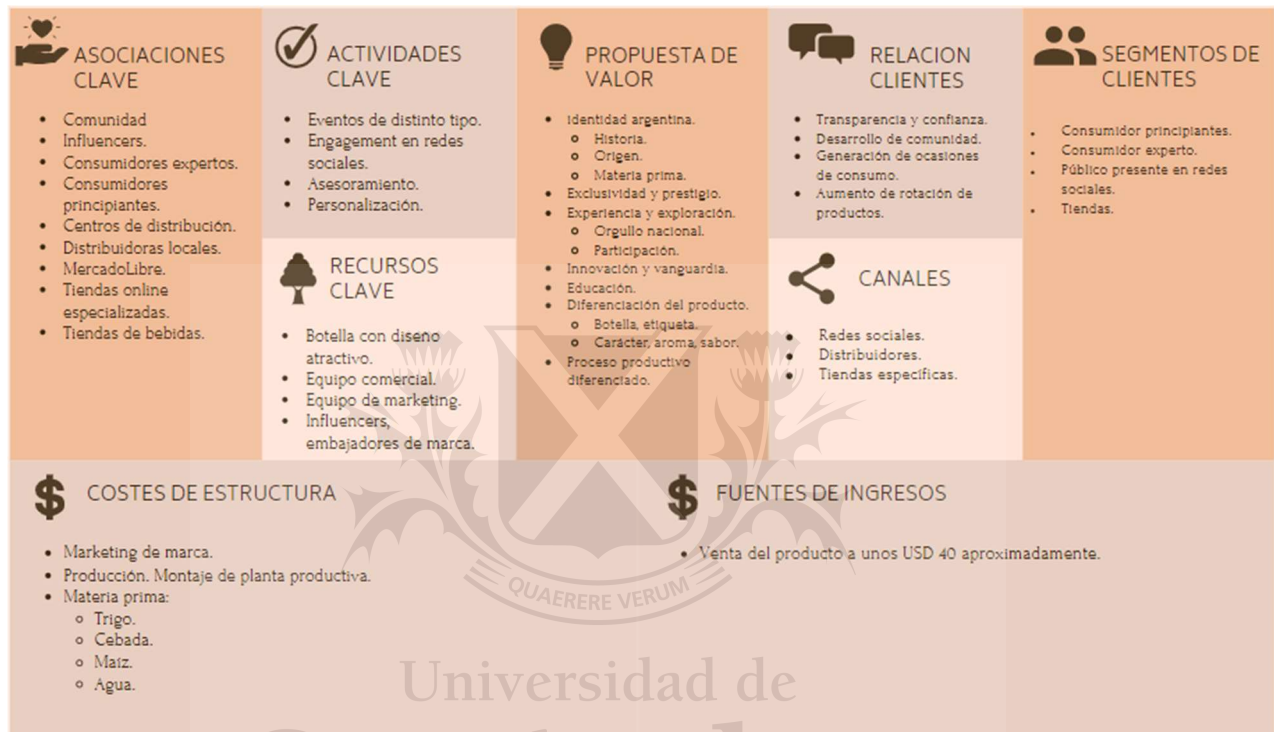 ASOCIACIONES
CLAVE
• Comunidad
• Influencers.
• Consumidores expertos.
• Consumidores
principiantes.
• Centros de distribución.
• Distribuidoras locales.
• MercadoLibre.
• Tiendas online
especializadas.
• Tiendas de bebidas.
ACTIVIDADES
CLAVE
• Eventos de distinto tipo.
• Engagement en redes
sociales.
• Asesoramiento.
• Personalización.
RECURSOS
CLAVE
• Botella con diseno
atractivo.
• Equipo comercial.
• Equipo de marketing.
• Influencers,
embajadores de marca.
PROPUESTA DE
VALOR
• Identidad argentina.
o Historia.
o Origen.
o Materia prima.
• Exclusividad y prestigio.
• Experiencia y exploración.
o Orgullo nacional.
o Participación.
• Innovación y vanguardia.
• Educación.
• Diferenciación del producto.
o Botella, etiqueta.
o Carácter, aroma, sabor.
• Proceso productivo
diferenciado.
RELACION
CLIENTES
• Transparencia y confianza.
• Desarrollo de comunidad.
• Generación de ocasiones
de consumo.
• Aumento de rotación de
productos.
CANALES
• Redes sociales.
• Distribuidores.
• Tiendas específicas.
SEGMENTOS DE
CLIENTES
• Consumidor principiantes.
• Consumidor experto.
• Público presente en redes
sociales.
• Tiendas.
$ COSTES DE ESTRUCTURA
• Marketing de marca.
• Producción. Montaje de planta productiva.
• Materia prima:
o Trigo.
o Cebada.
o Maíz.
o Agua.
$ FUENTES DE INGRESOS
• Venta del producto a unos USD 40 aproximadamente.
QUAERERE VERUM
Universidad de